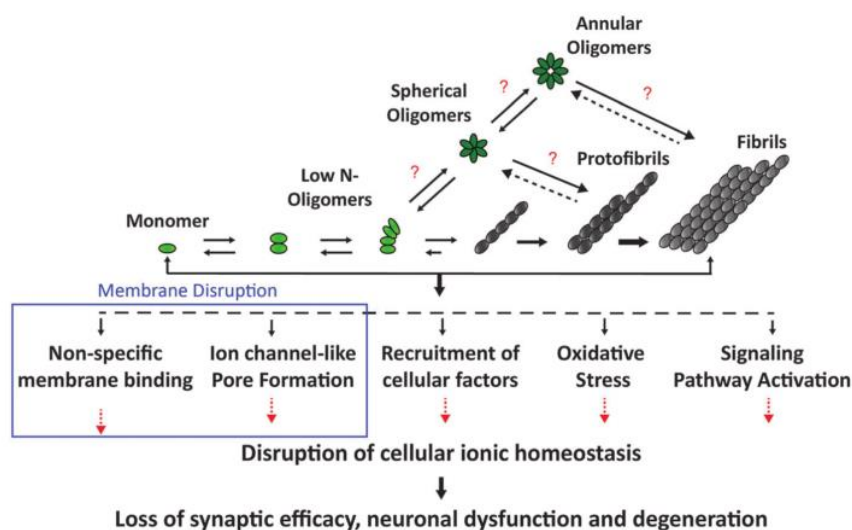 Annular
Oligomers
?
?
Spherical
Oligomers
Fibrils
?
Protofibrils
?
Low N-
Oligomers
Monomer
Membrane Disruption
Non-specific
membrane binding
Ion channel-like
Pore Formation
Recruitment of
cellular factors
Oxidative
Stress
Signaling
Pathway Activation
Disruption of cellular ionic homeostasis
Loss of synaptic efficacy, neuronal dysfunction and degeneration